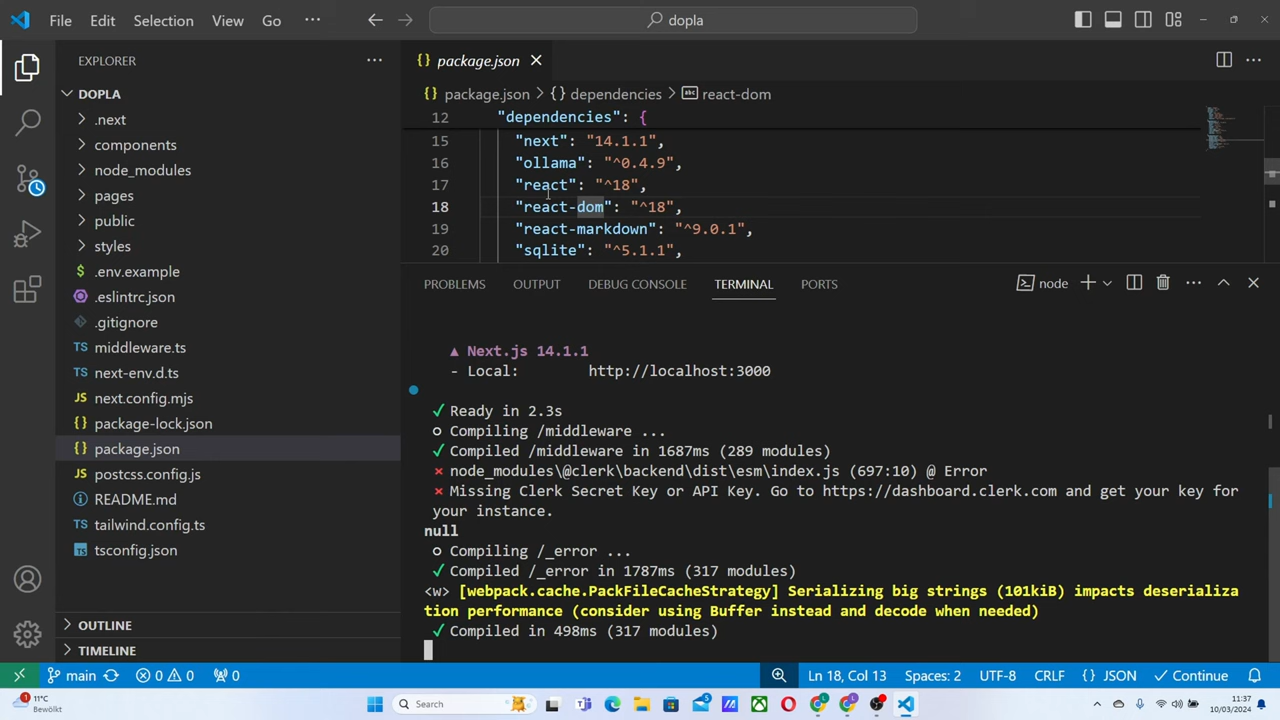 File Edit Selection View Go ··· dopla
EXPLORER ···
DOPLA
.next
components
node_modules
pages
public
styles
$ .env.example
.eslintrc.json
.gitignore
TS middleware.ts
TS next-env.d.ts
JS next.config.mjs
{} package-lock.json
{} package.json
JS postcss.config.js
README.md
TS tailwind.config.ts
tsconfig.json
OUTLINE
TIMELINE
{} package.json
{} package.json > {} dependencies > abc react-dom
12 "dependencies": {
15 "next": "14.1.1",
16 "ollama": "^0.4.9",
17 "react": "^18",
18 "react-dom": "^18",
19 "react-markdown": "^9.0.1",
20 "sqlite": "^5.1.1",
PROBLEMS OUTPUT DEBUG CONSOLE TERMINAL PORTS node
▲ Next.js 14.1.1
- Local: http://localhost:3000
✓ Ready in 2.3s
○ Compiling /middleware ...
✓ Compiled /middleware in 1687ms (289 modules)
× node_modules\@clerk\backend\dist\esm\index.js (697:10) @ Error
× Missing Clerk Secret Key or API Key. Go to https://dashboard.clerk.com and get your key for
your instance.
null
○ Compiling /_error ...
✓ Compiled /_error in 1787ms (317 modules)
<w> [webpack.cache.PackFileCacheStrategy] Serializing big strings (101kiB) impacts deserializa
tion performance (consider using Buffer instead and decode when needed)
✓ Compiled in 498ms (317 modules)
main 0 0 0 Ln 18, Col 13 Spaces: 2 UTF-8 CRLF {} JSON Continue
11°C
Bewölkt
Search
11:37
10/03/2024